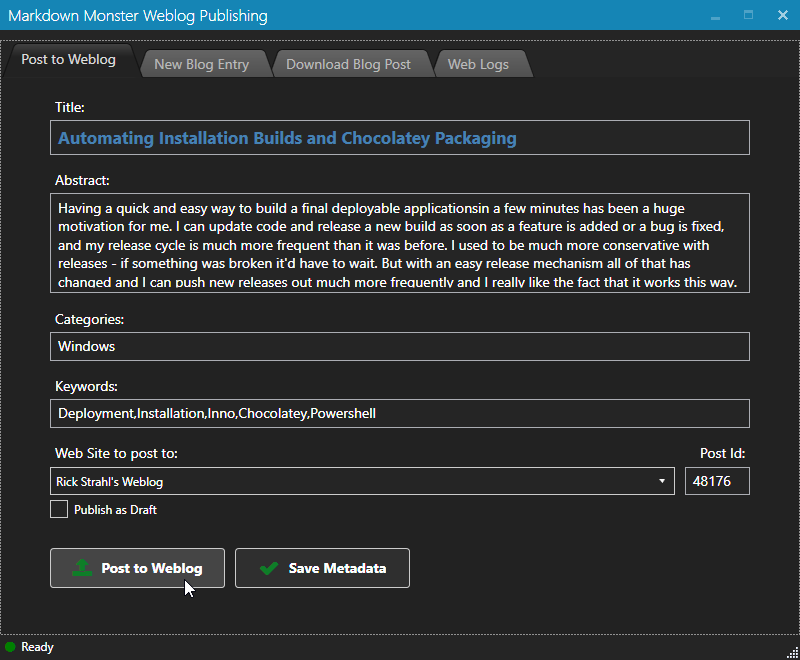 Markdown Monster Weblog Publishing
Post to Weblog
New Blog Entry
Download Blog Post
Web Logs
Title:
Automating Installation Builds and Chocolatey Packaging
Abstract:
Having a quick and easy way to build a final deployable applicationsin a few minutes has been a huge
motivation for me. I can update code and release a new build as soon as a feature is added or a bug is fixed,
and my release cycle is much more frequent than it was before. I used to be much more conservative with
releases - if something was broken it'd have to wait. But with an easy release mechanism all of that has
changed and I can push new releases out much more frequently and I really like the fact that it works this way.
Categories:
Windows
Keywords:
Deployment,Installation,Inno,Chocolatey,Powershell
Web Site to post to:
Post Id:
Rick Strahl's Weblog
48176
Publish as Draft
Post to Weblog
Save Metadata
Ready